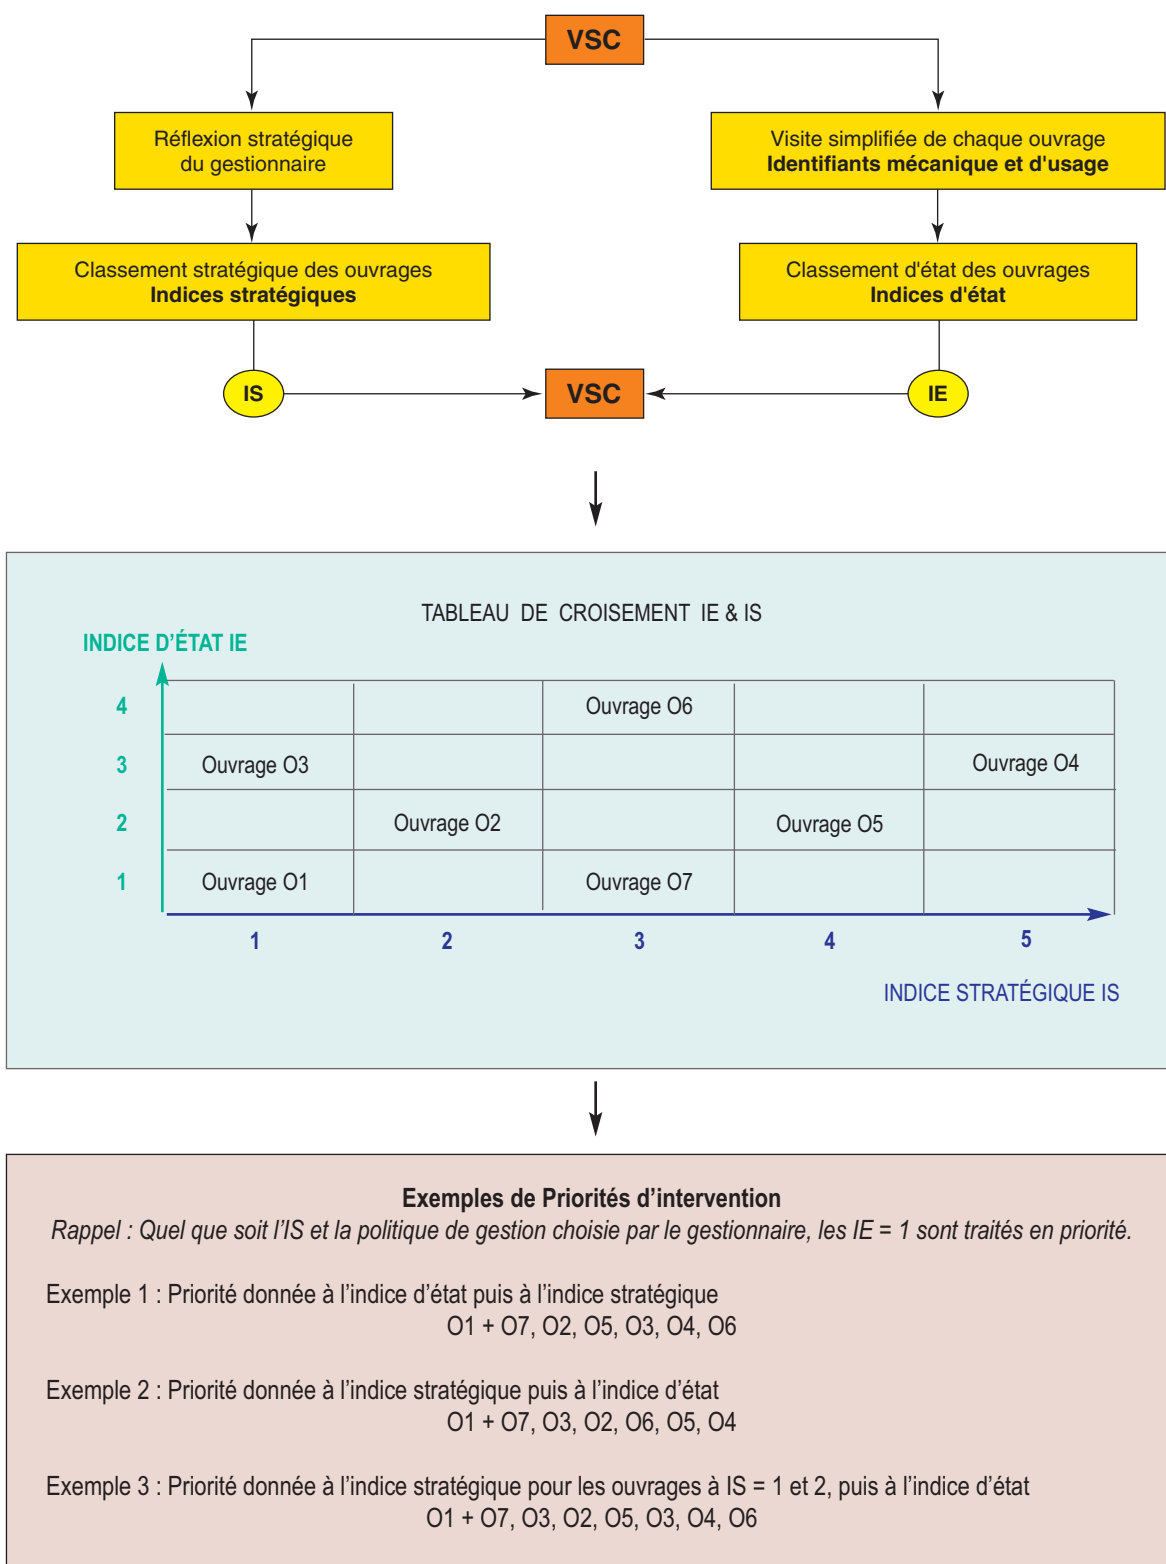 VSC
Réflexion stratégique
du gestionnaire
Visite simplifiée de chaque ouvrage
Identifiants mécanique et d'usage
Classement stratégique des ouvrages
Indices stratégiques
Classement d'état des ouvrages
Indices d'état
IS
VSC
IE
TABLEAU DE CROISEMENT IE & IS
INDICE D’ÉTAT IE
4 Ouvrage O6
3 Ouvrage O3 Ouvrage O4
2 Ouvrage O2 Ouvrage O5
1 Ouvrage O1 Ouvrage O7
1 2 3 4 5
INDICE STRATÉGIQUE IS
Exemples de Priorités d’intervention
Rappel : Quel que soit l’IS et la politique de gestion choisie par le gestionnaire, les IE = 1 sont traités en priorité.
Exemple 1 : Priorité donnée à l’indice d’état puis à l’indice stratégique
O1 + O7, O2, O5, O3, O4, O6
Exemple 2 : Priorité donnée à l’indice stratégique puis à l’indice d’état
O1 + O7, O3, O2, O6, O5, O4
Exemple 3 : Priorité donnée à l’indice stratégique pour les ouvrages à IS = 1 et 2, puis à l’indice d’état
O1 + O7, O3, O2, O5, O3, O4, O6